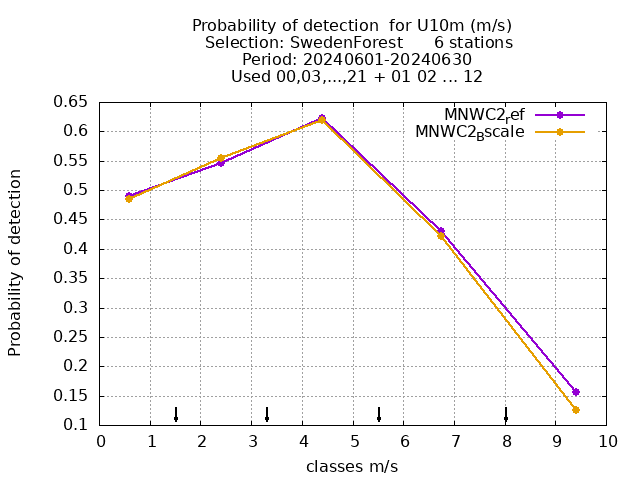 Probability of detection  for U10m (m/s)
Selection: SwedenForest      6 stations
Period: 20240601-20240630
Used 00,03,...,21 + 01 02 ... 12
0.65
0.6
0.55
0.5
0.45
0.4
0.35
0.3
0.25
0.2
0.15
0.1
Probability of detection
MNWC2ref
MNWC2Bscale
0 1 2 3 4 5 6 7 8 9 10
classes m/s